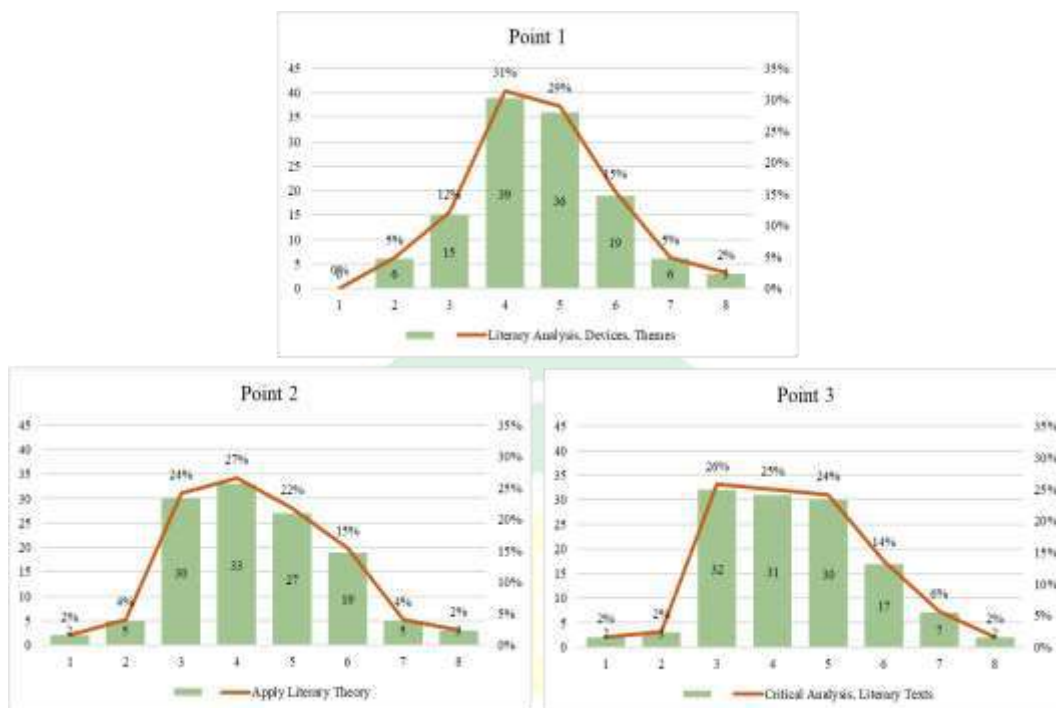 Point 1
45 35%
40 30%
35 25%
30 20%
25 15%
20 10%
15 5%
10 0%
5
0
0% 5% 12% 31% 29% 15% 5% 2%
6 15 39 36 19 6 3
1 2 3 4 5 6 7 8
Literary Analysis, Devices, Themes
Point 2
45 35%
40 30%
35 25%
30 20%
25 15%
20 10%
15 5%
10 0%
5
0
2% 4% 24% 27% 22% 15% 4% 2%
2 5 30 33 27 19 5 3
1 2 3 4 5 6 7 8
Apply Literary Theory
Point 3
45 35%
40 30%
35 25%
30 20%
25 15%
20 10%
15 5%
10 0%
5
0
2% 2% 26% 25% 24% 14% 6% 2%
2 3 32 31 30 17 7 2
1 2 3 4 5 6 7 8
Critical Analysis, Literary Texts